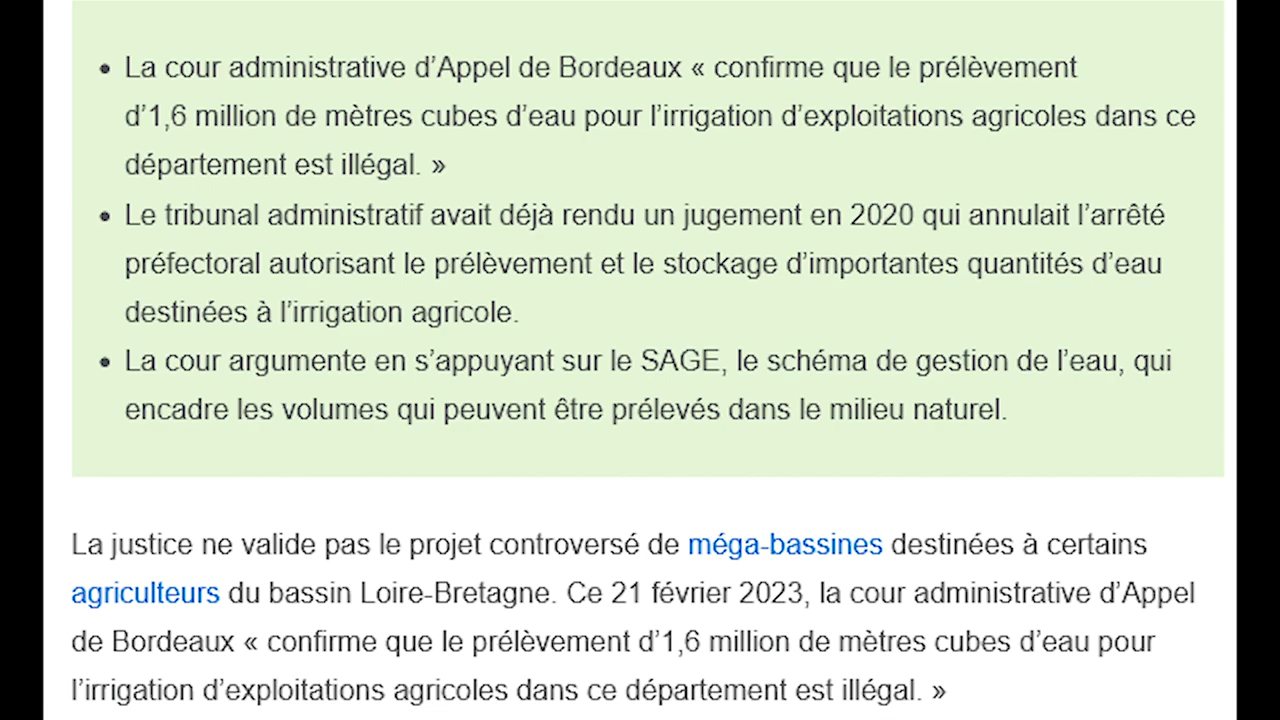 • La cour administrative d’Appel de Bordeaux « confirme que le prélèvement
d’1,6 million de mètres cubes d’eau pour l’irrigation d’exploitations agricoles dans ce
département est illégal. »
• Le tribunal administratif avait déjà rendu un jugement en 2020 qui annulait l’arrêté
préfectoral autorisant le prélèvement et le stockage d’importantes quantités d’eau
destinées à l’irrigation agricole.
• La cour argumente en s’appuyant sur le SAGE, le schéma de gestion de l’eau, qui
encadre les volumes qui peuvent être prélevés dans le milieu naturel.
La justice ne valide pas le projet controversé de méga-bassines destinées à certains
agriculteurs du bassin Loire-Bretagne. Ce 21 février 2023, la cour administrative d’Appel
de Bordeaux « confirme que le prélèvement d’1,6 million de mètres cubes d’eau pour
l’irrigation d’exploitations agricoles dans ce département est illégal. »